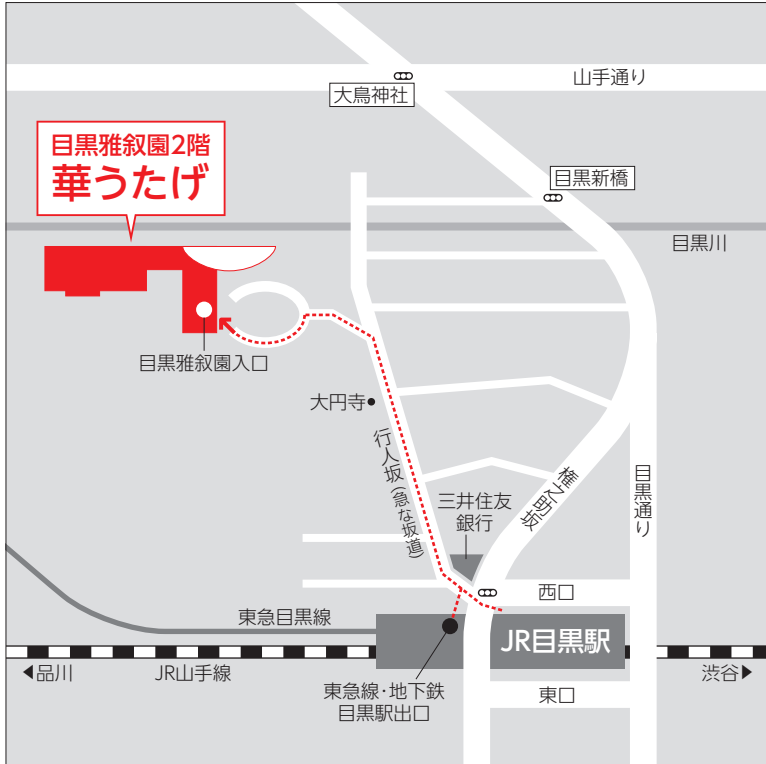 山手通り
大鳥神社
目黒雅叙園2階
華うたげ
目黒新橋
目黒川
目黒雅叙園入口
大円寺
行人坂(急な坂道)
三井住友
銀行
権之助坂
目黒通り
西口
東急目黒線
JR目黒駅
◀品川
JR山手線
渋谷▶
東急線・地下鉄
目黒駅出口
東口